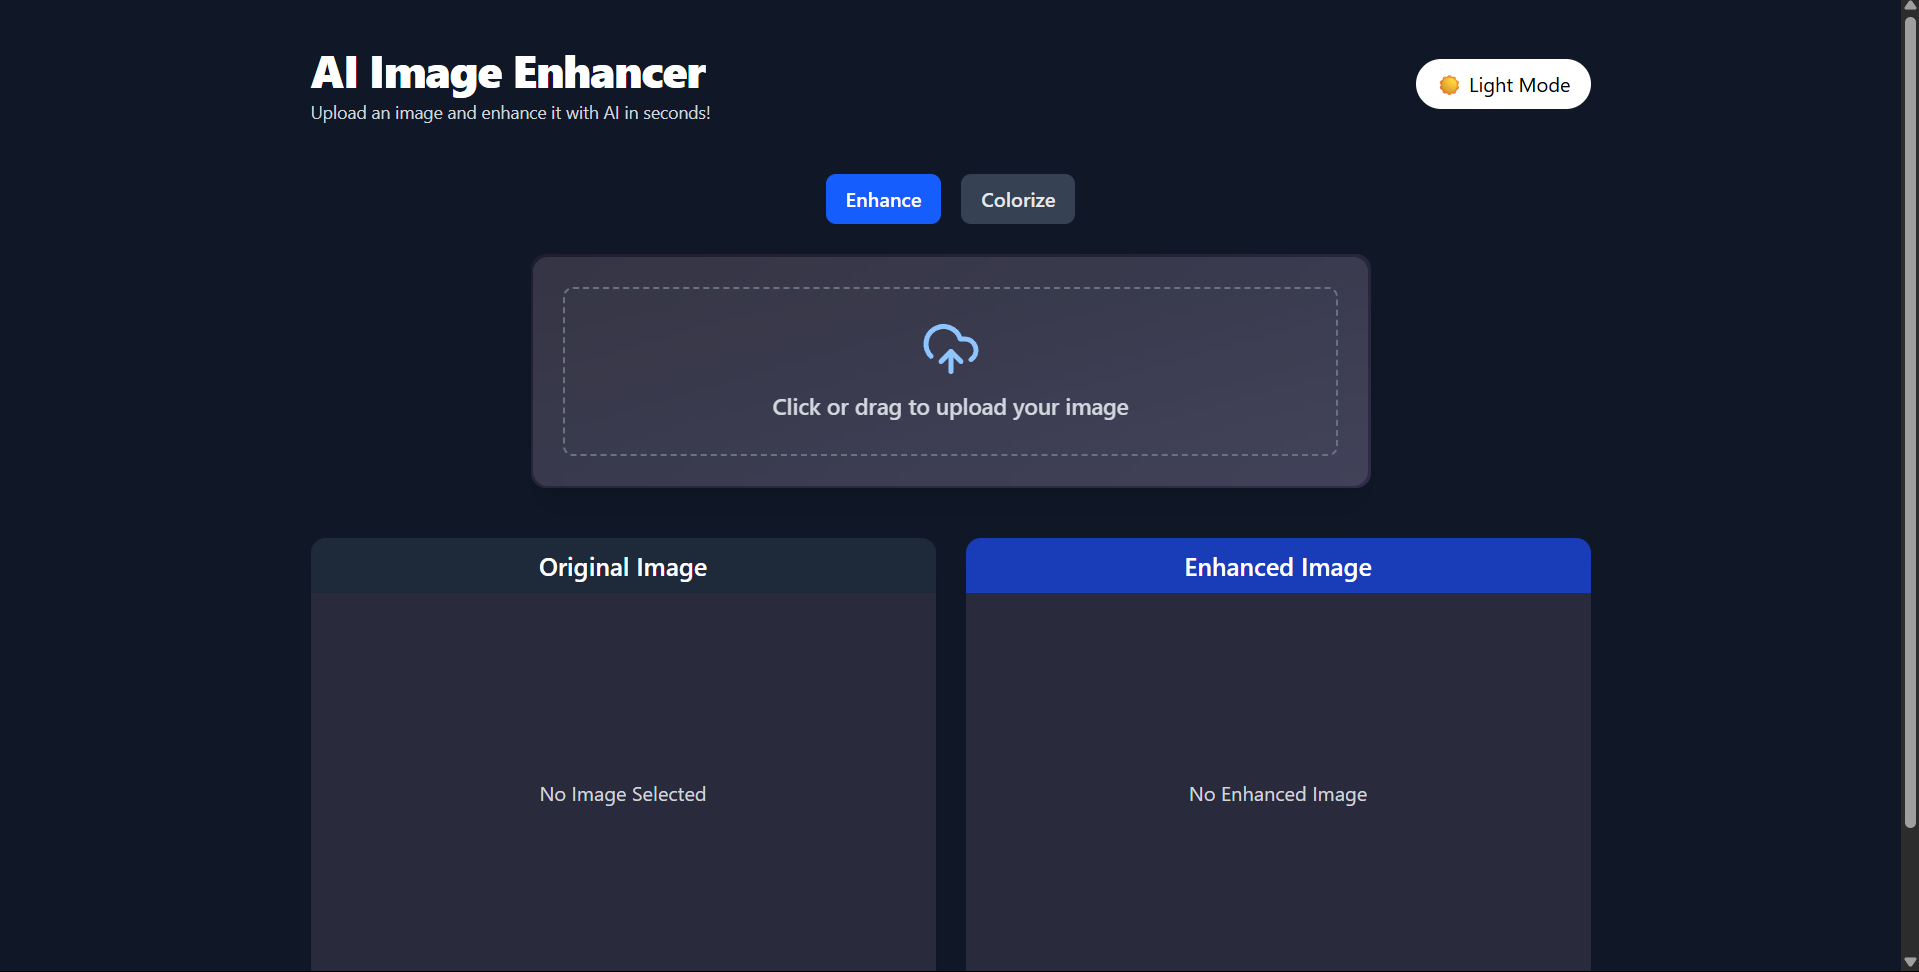 AI Image Enhancer
Upload an image and enhance it with AI in seconds!
Light Mode
Enhance
Colorize
Click or drag to upload your image
Original Image
Enhanced Image
No Image Selected
No Enhanced Image